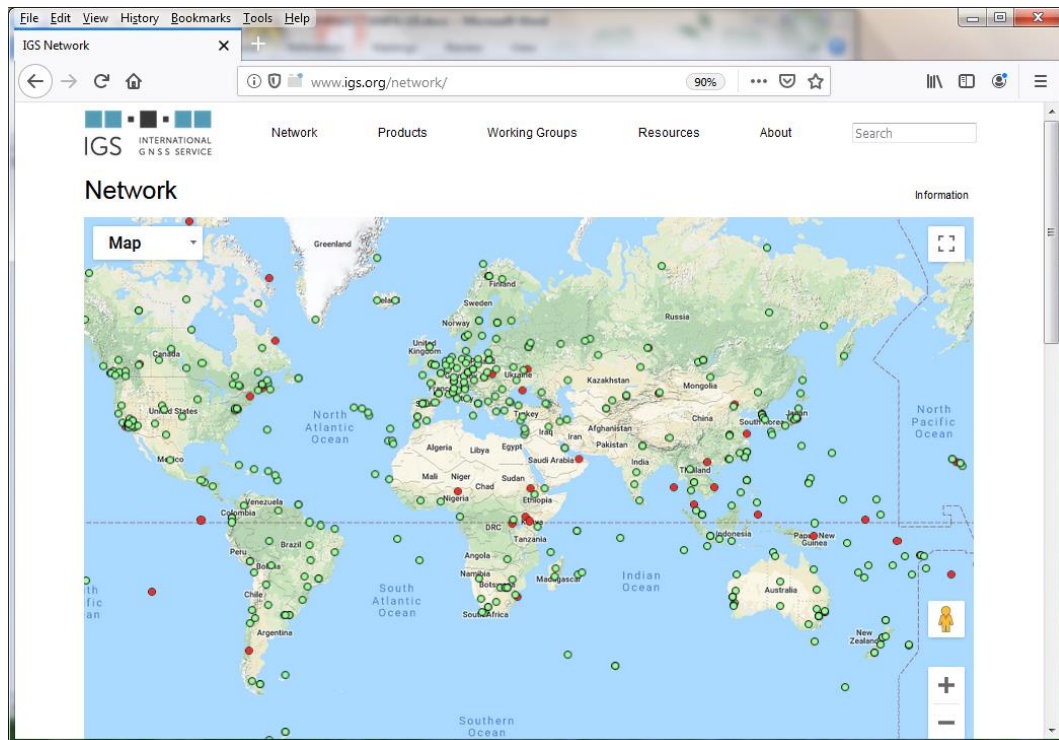 File Edit View History Bookmarks Tools Help
IGS Network
www.igs.org/network/
90%
IGS INTERNATIONAL
GNSS SERVICE
Network Products Working Groups Resources About Search
Network
Information
Map
Greenland
Finland
Sweden
Russia
Norway
United
Kingdom
Canada
Ukraine
Kazakhstan
Mongolia
France
United States
North
Atlantic
Ocean
Turkey
China
South Korea
Japan
North
Pacific
Ocean
Iraq
Iran
Afghanistan
Pakistan
Algeria
Libya
Egypt
Saudi Arabia
India
Mexico
Mali
Niger
Chad
Sudan
Thailand
Nigeria
Ethiopia
Venezuela
Colombia
DRC
Kenya
Tanzania
Indonesia
Papua New
Guinea
Peru
Brazil
Angola
Bolivia
Namibia
Botswana
Madagascar
Indian
Ocean
Australia
Chile
South
Atlantic
Ocean
South Africa
Argentina
New
Zealand
Southern
Ocean